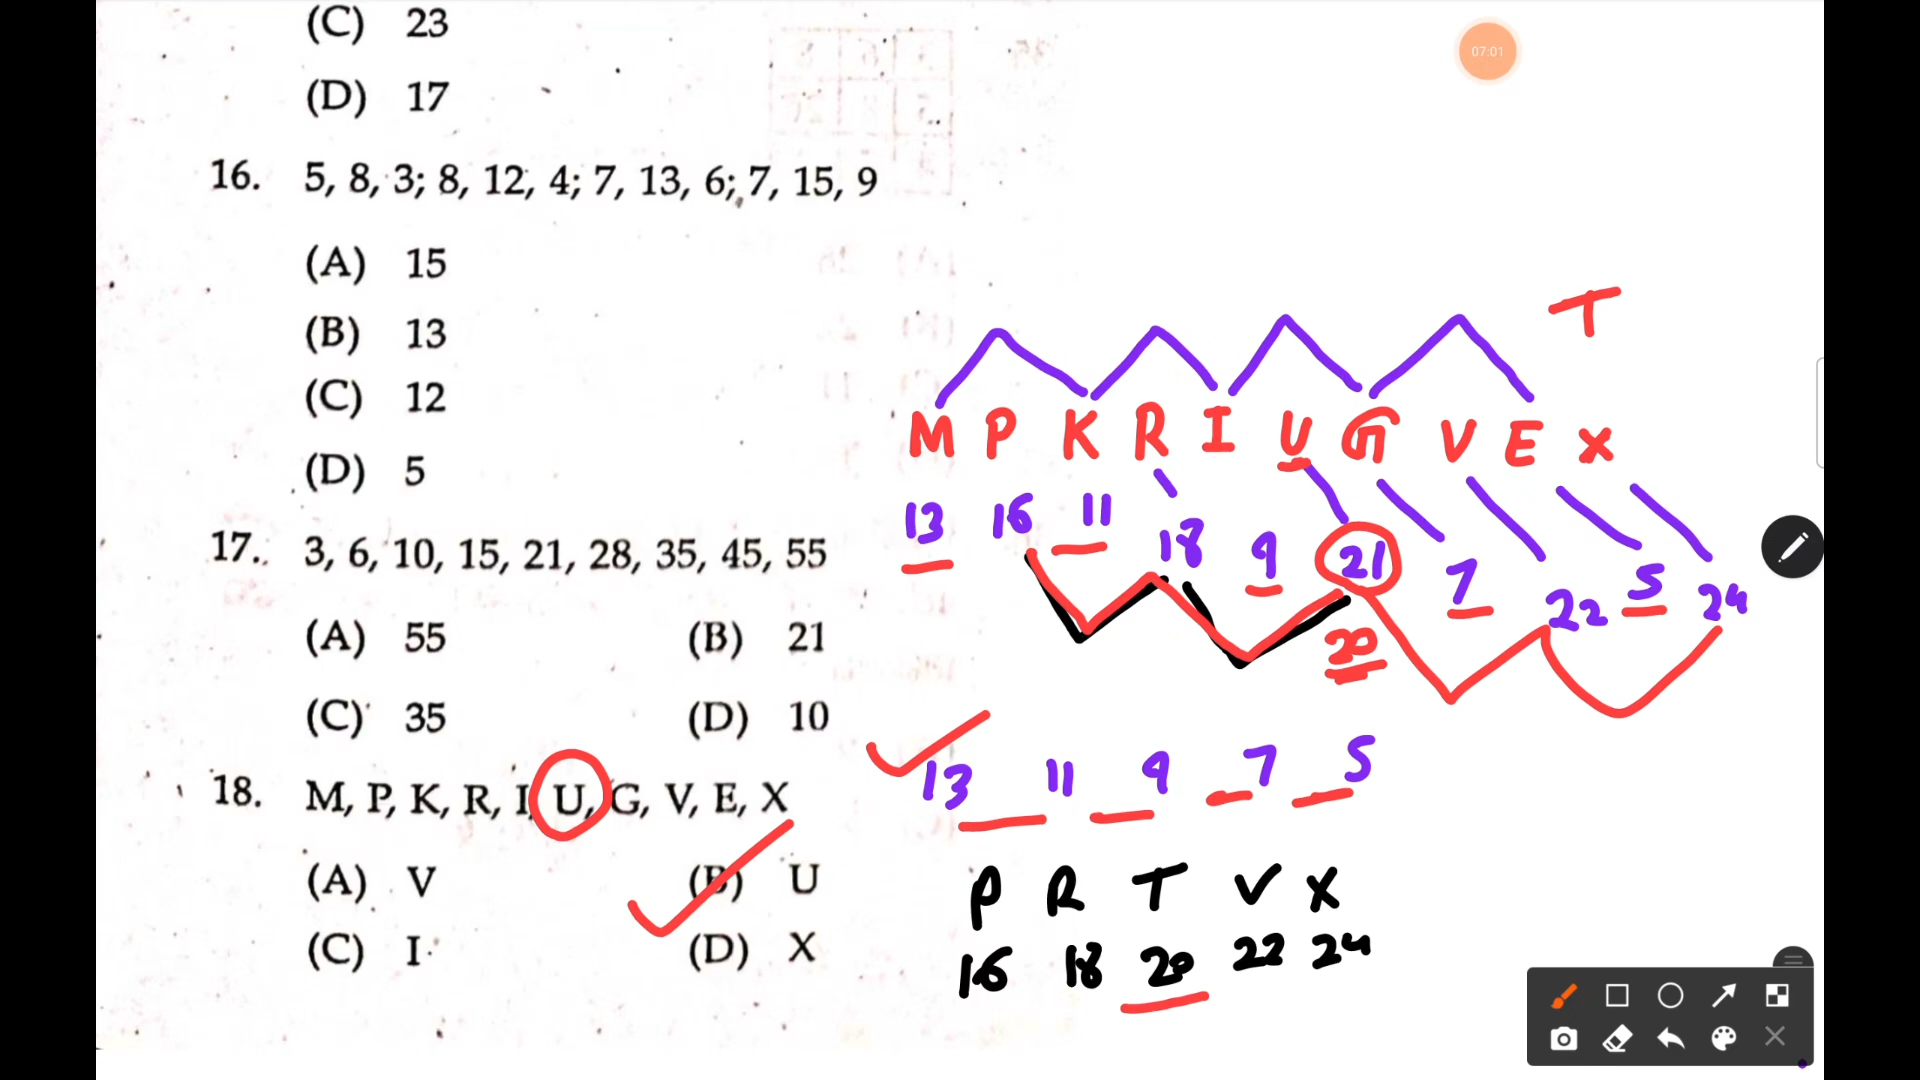 (C) 23
(D) 17
07:01
16. 5, 8, 3; 8, 12, 4; 7, 13, 6; 7, 15, 9
(A) 15
(B) 13
(C) 12
(D) 5
T
M P K R I U G V E X
13 16 11 18 9 21 7 22 5 24
20
17. 3, 6, 10, 15, 21, 28, 35, 45, 55
(A) 55 (B) 21
(C) 35 (D) 10
13 11 9 7 5
18. M, P, K, R, I, U, G, V, E, X
(A) V (B) U
(C) I (D) X
P R T V X
16 18 20 22 24